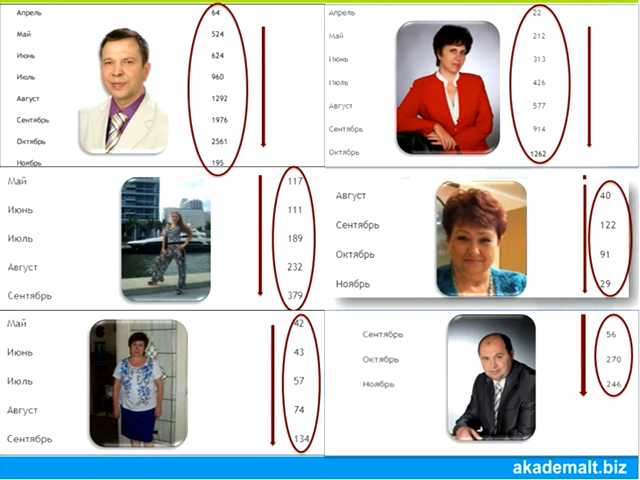 Апрель 64
Май 524
Июнь 624
Июль 960
Август 1292
Сентябрь 1976
Октябрь 2561
Ноябрь 195
Апрель 22
Май 212
Июнь 313
Июль 426
Август 577
Сентябрь 914
Октябрь 1262
Май 117
Июнь 111
Июль 189
Август 232
Сентябрь 379
Август 40
Сентябрь 122
Октябрь 91
Ноябрь 29
Май 42
Июнь 43
Июль 57
Август 74
Сентябрь 134
Сентябрь 56
Октябрь 270
Ноябрь 246
akademalt.biz